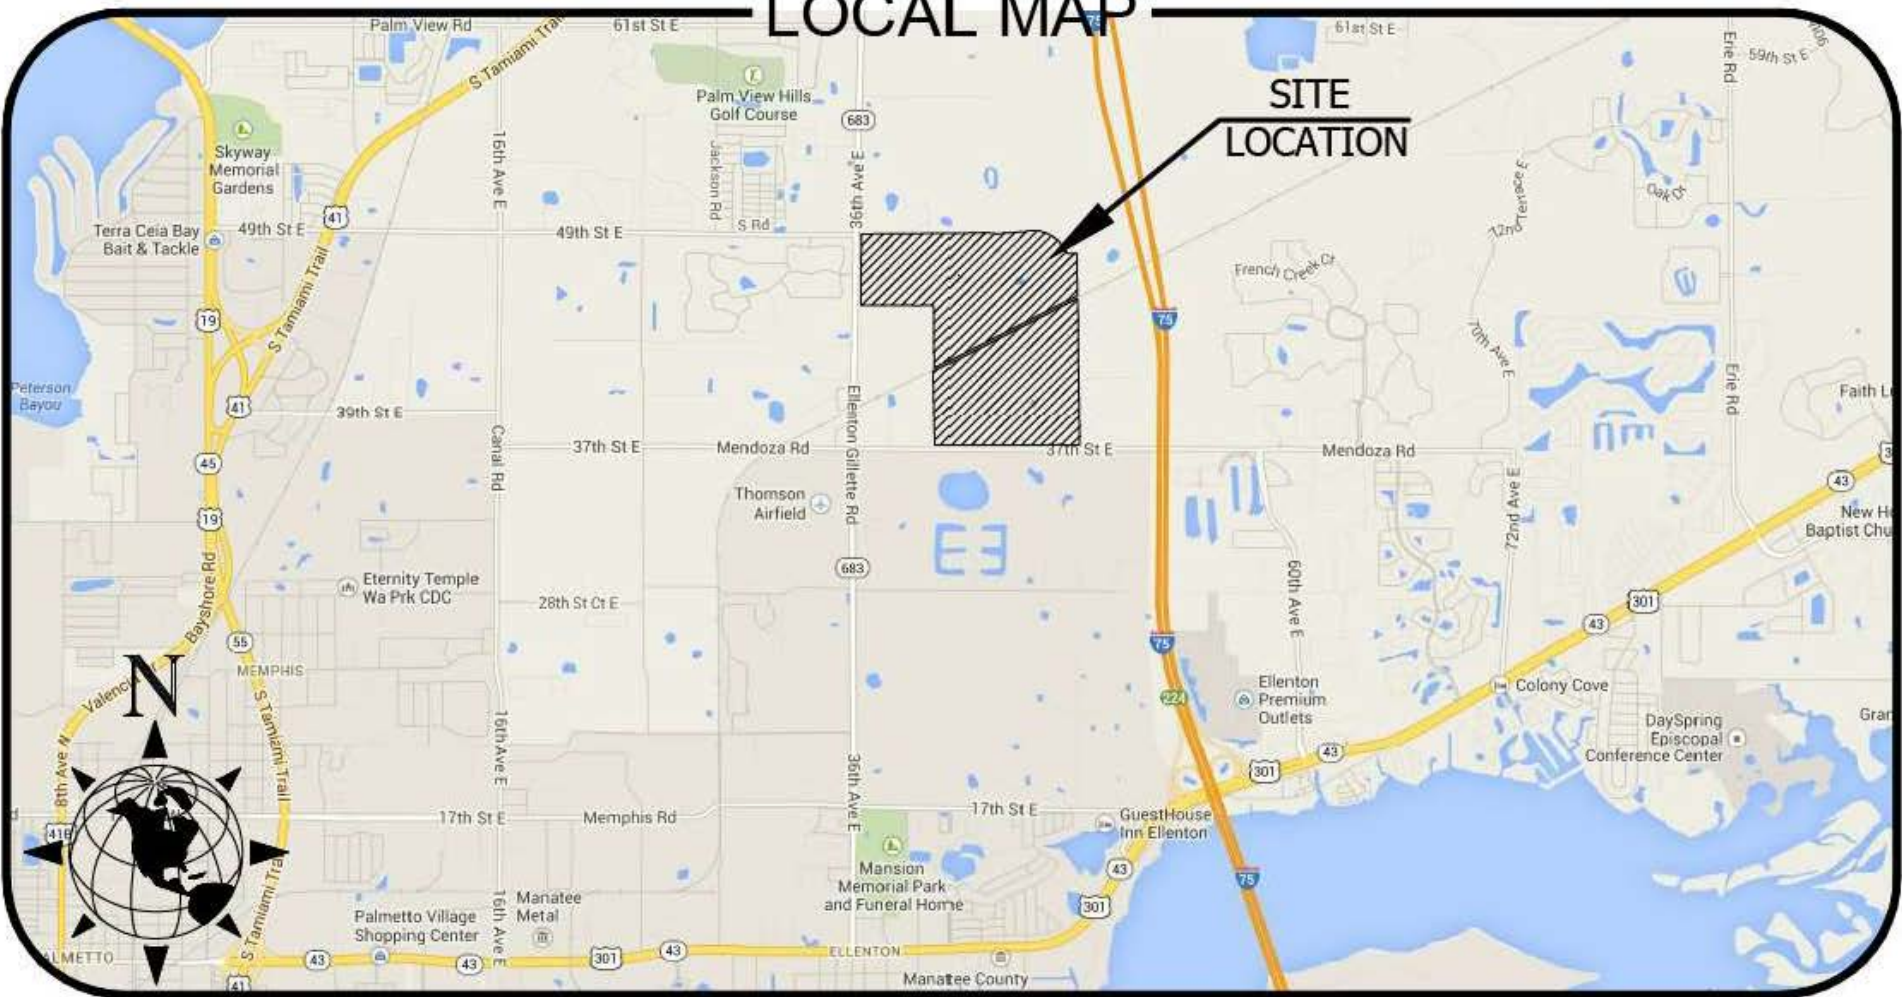 LOCAL MAP
Palm View Rd
61st St E
S Tamiami Trail
75
61st St E
Erie Rd
59th St E
Palm View Hills
Golf Course
683
SITE
LOCATION
Skyway
Memorial
Gardens
16th Ave E
Jackson Rd
36th Ave E
72nd Terrace E
Oak Ct
41
Terra Ceia Bay
Bait & Tackle
49th St E
49th St E
S Rd
French Creek Ct
19
S Tamiami Trail
75
70th Ave E
Peterson
Bayou
41
39th St E
Erie Rd
Faith
Canal Rd
37th St E
Mendoza Rd
Ellenton Gillette Rd
37th St E
Mendoza Rd
45
43
Thomson
Airfield
72nd Ave E
19
New
Baptist
Bayshore Rd
Eternity Temple
Wa Prk CDC
683
28th St Ct E
60th Ave E
301
43
55
MEMPHIS
75
224
Ellenton
Premium
Outlets
Colony Cove
N
S Tamiami Trail
16th Ave E
DaySpring
Episcopal
Conference Center
8th Ave N
36th Ave E
43
301
17th St E
Memphis Rd
17th St E
GuestHouse
Inn Ellenton
Mansion
Memorial Park
and Funeral Home
43
75
301
S Tamiami Trail
Palmetto Village
Shopping Center
16th Ave E
Manatee
Metal
43
43
301
43
ELLENTON
Manatee County
41